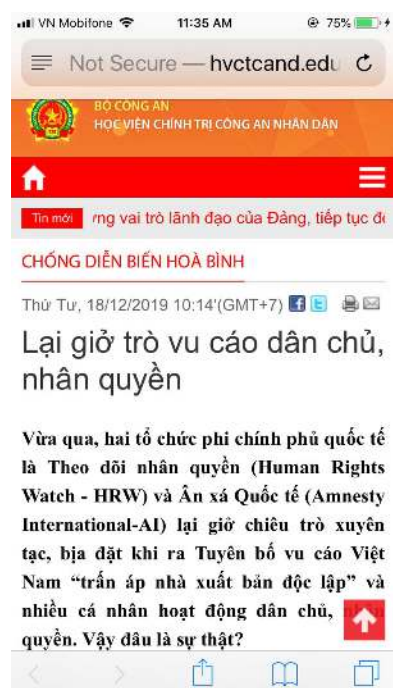 VN Mobifone 11:35 AM 75%
Not Secure — hvctcand.edu
BỘ CÔNG AN
HỌC VIỆN CHÍNH TRỊ CÔNG AN NHÂN DÂN
Tin mới vai trò lãnh đạo của Đảng, tiếp tục
CHỐNG DIỄN BIẾN HOÀ BÌNH
Thứ Tư, 18/12/2019 10:14'(GMT+7)
Lại giở trò vu cáo dân chủ,
nhân quyền
Vừa qua, hai tổ chức phi chính phủ quốc tế
là Theo dõi nhân quyền (Human Rights
Watch - HRW) và Ân xá Quốc tế (Amnesty
International-AI) lại giở chiêu trò xuyên
tạc, bịa đặt khi ra Tuyên bố vu cáo Việt
Nam “trấn áp nhà xuất bản độc lập” và
nhiều cá nhân hoạt động dân chủ, nhân
quyền. Vậy đâu là sự thật?